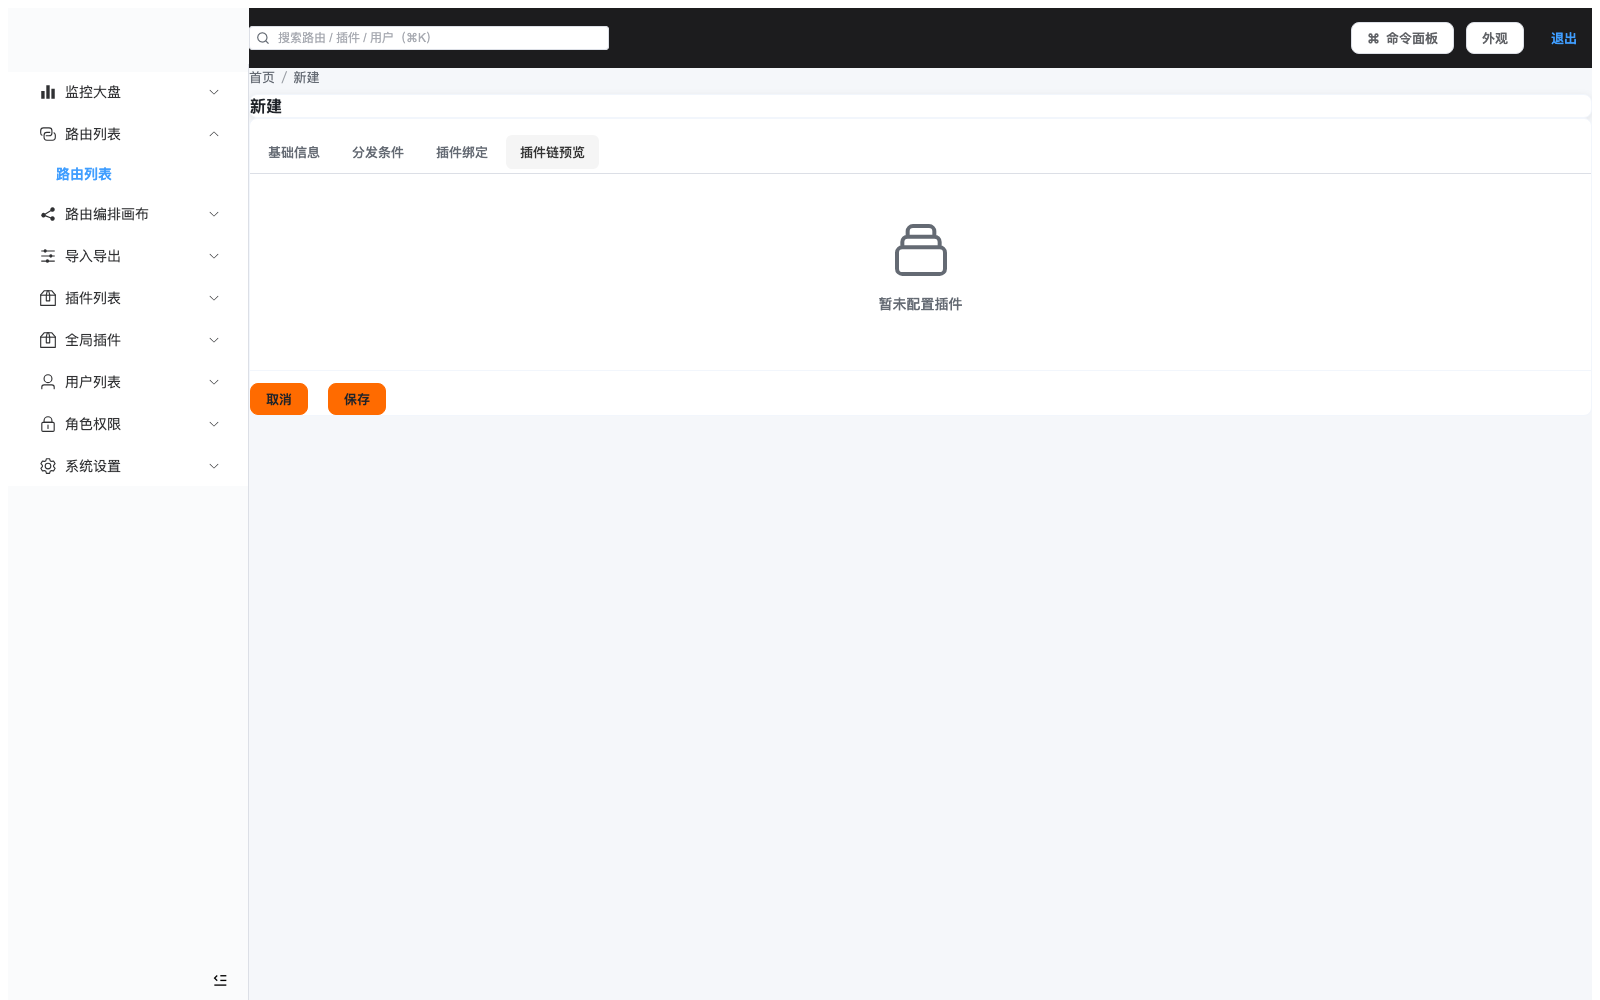 搜索路由 / 插件 / 用户（⌘K）
⌘ 命令面板
外观
退出
监控大盘
路由列表
路由列表
路由编排画布
导入导出
插件列表
全局插件
用户列表
角色权限
系统设置
首页 / 新建
新建
基础信息
分发条件
插件绑定
插件链预览
暂未配置插件
取消
保存